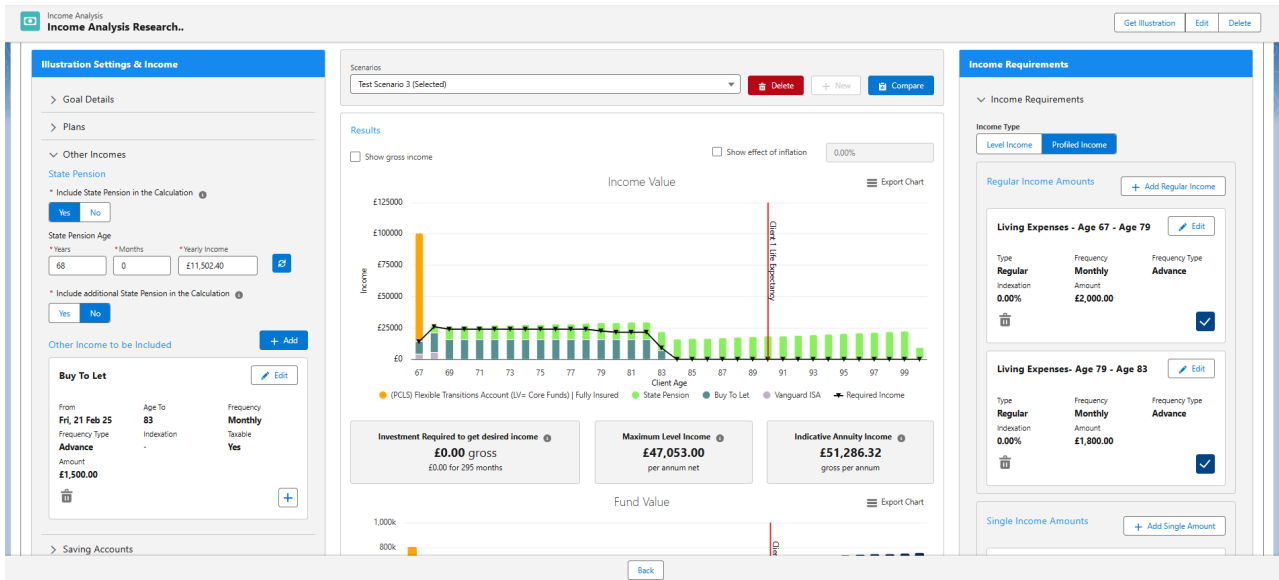 Income Analysis
Income Analysis Research..
Get Illustration
Edit
Delete
Illustration Settings & Income
Goal Details
Plans
Other Incomes
State Pension
* Include State Pension in the Calculation
Yes No
State Pension Age
*Years *Months *Yearly Income
68 0 £11,502.40
* Include additional State Pension in the Calculation
Yes No
Other Income to be Included
+ Add
Buy To Let
Edit
From Age To Frequency
Fri, 21 Feb 25 83 Monthly
Frequency Type Indexation Taxable
Advance - Yes
Amount
£1,500.00
Saving Accounts
Scenarios
Test Scenario 3 (Selected)
Delete
+ New
Compare
Results
Show gross income
Show effect of inflation
0.00%
Income Value
Export Chart
£125000
£100000
£75000
£50000
£25000
£0
Income
67 69 71 73 75 77 79 81 83 85 87 89 91 93 95 97 99
Client Age
Client 1 Life Expectancy
(PCLS) Flexible Transitions Account (LV= Core Funds) | Fully Insured
State Pension
Buy To Let
Vanguard ISA
Required Income
Investment Required to get desired income
£0.00 gross
£0.00 for 295 months
Maximum Level Income
£47,053.00
per annum net
Indicative Annuity Income
£51,286.32
gross per annum
Fund Value
Export Chart
1,000k
800k
Clie
Income Requirements
Income Requirements
Income Type
Level Income
Profiled Income
Regular Income Amounts
+ Add Regular Income
Living Expenses - Age 67 - Age 79
Edit
Type Frequency Frequency Type
Regular Monthly Advance
Indexation Amount
0.00% £2,000.00
Living Expenses- Age 79 - Age 83
Edit
Type Frequency Frequency Type
Regular Monthly Advance
Indexation Amount
0.00% £1,800.00
Single Income Amounts
+ Add Single Amount
Back